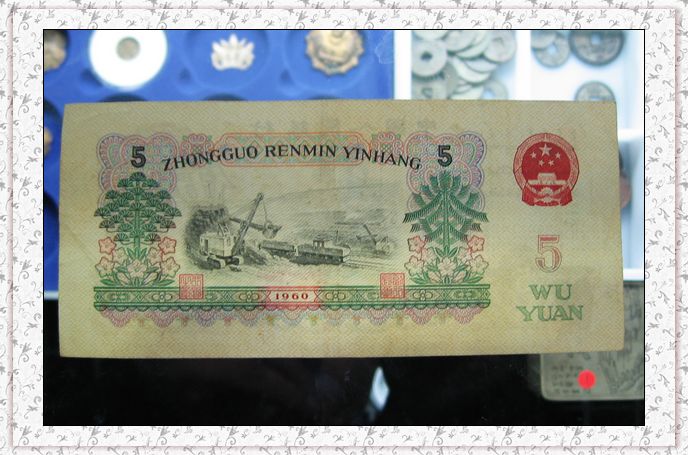 5 ZHONGGUO RENMIN YINHANG 5
5
WU
YUAN
1960